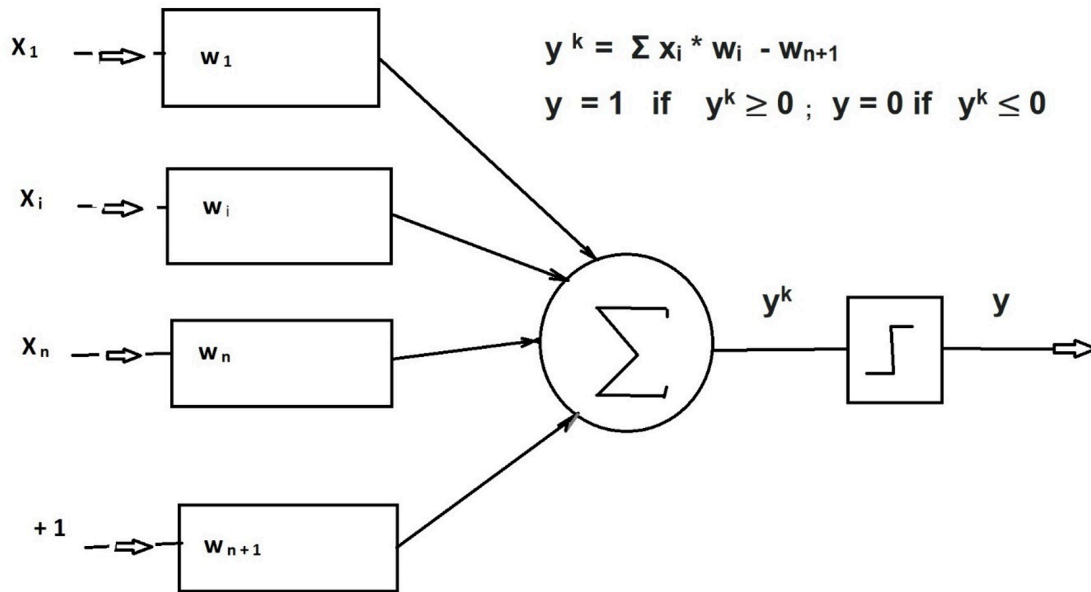 X₁
w₁
y ᵏ = Σ xᵢ * wᵢ - wₙ₊₁
y = 1 if yᵏ ≥ 0 ; y = 0 if yᵏ ≤ 0
Xᵢ
wᵢ
Xₙ
wₙ
Σ
yᵏ
y
+ 1
wₙ₊₁